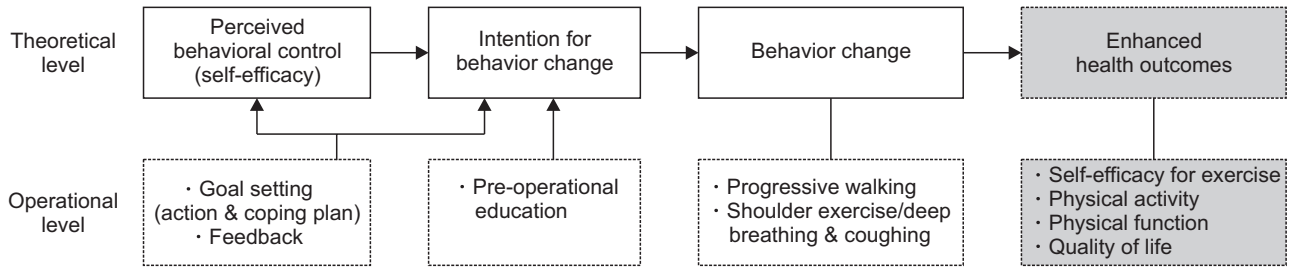 Theoretical
level
Perceived
behavioral control
(self-efficacy)
Intention for
behavior change
Behavior change
Enhanced
health outcomes
Operational
level
· Goal setting
(action & coping plan)
· Feedback
· Pre-operational
education
· Progressive walking
· Shoulder exercise/deep
breathing & coughing
· Self-efficacy for exercise
· Physical activity
· Physical function
· Quality of life